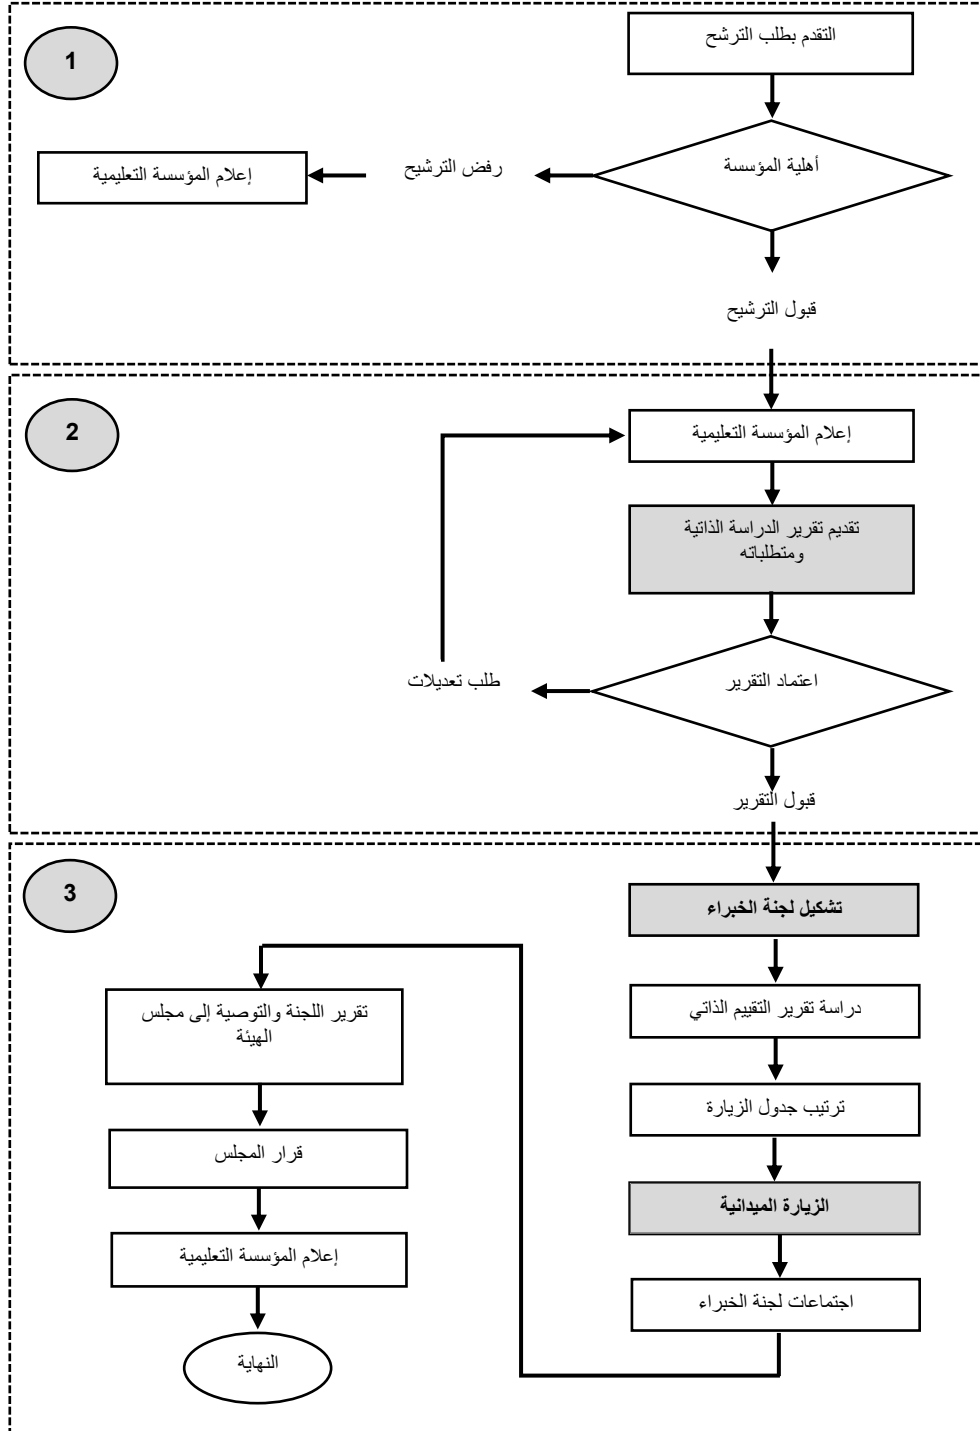 1
التقدم بطلب الترشح
أهلية المؤسسة
رفض الترشيح
إعلام المؤسسة التعليمية
قبول الترشيح
2
إعلام المؤسسة التعليمية
تقديم تقرير الدراسة الذاتية
ومتطلباته
اعتماد التقرير
طلب تعديلات
قبول التقرير
3
تشكيل لجنة الخبراء
دراسة تقرير التقييم الذاتي
ترتيب جدول الزيارة
الزيارة الميدانية
اجتماعات لجنة الخبراء
تقرير اللجنة والتوصية إلى مجلس
الهيئة
قرار المجلس
إعلام المؤسسة التعليمية
النهاية